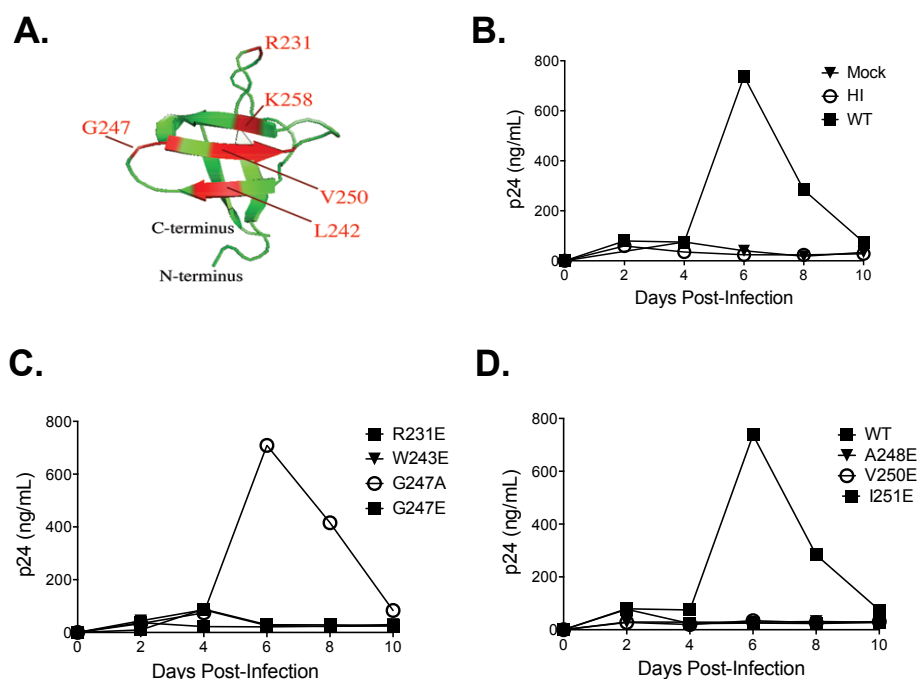 A.
R231
K258
G247
V250
L242
C-terminus
N-terminus
B.
Mock
HI
WT
p24 (ng/mL)
800
600
400
200
0
0 2 4 6 8 10
Days Post-Infection
C.
R231E
W243E
G247A
G247E
p24 (ng/mL)
800
600
400
200
0
0 2 4 6 8 10
Days Post-Infection
D.
WT
A248E
V250E
I251E
p24 (ng/mL)
800
600
400
200
0
0 2 4 6 8 10
Days Post-Infection